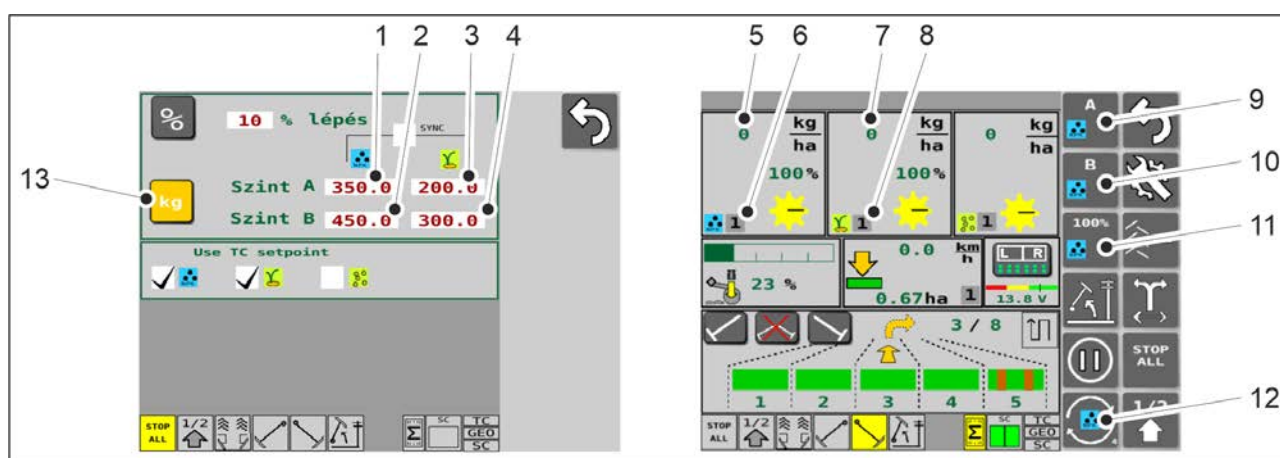 1 2 3 4 5 6 7 8
% 10 % lépés
SYNC
kg Szint A 350.0 200.0
Szint B 450.0 300.0
13
Use TC setpoint
STOP ALL 1/2 SC TC
GEO
SC
0 kg/ha 0 kg/ha 0 kg/ha
100% 100%
1 1 1
23 % 0.0 km/h L R
0.67ha 1 13.8 V
3 / 8
1 2 3 4 5
STOP ALL 1/2 SC TC
GEO
SC
A 9
B 10
100% 11
STOP ALL
1/2 12